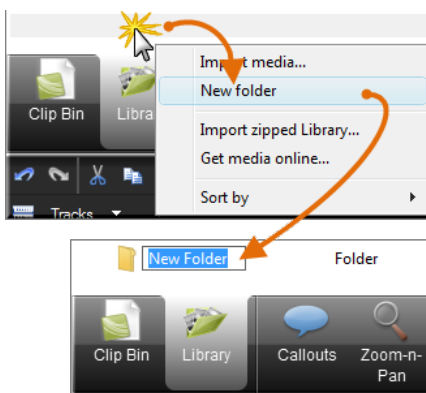 Import media...
New folder
Clip Bin
Libra
Import zipped Library...
Get media online...
Sort by
Tracks
New Folder
Folder
Clip Bin
Library
Callouts
Zoom-n-
Pan